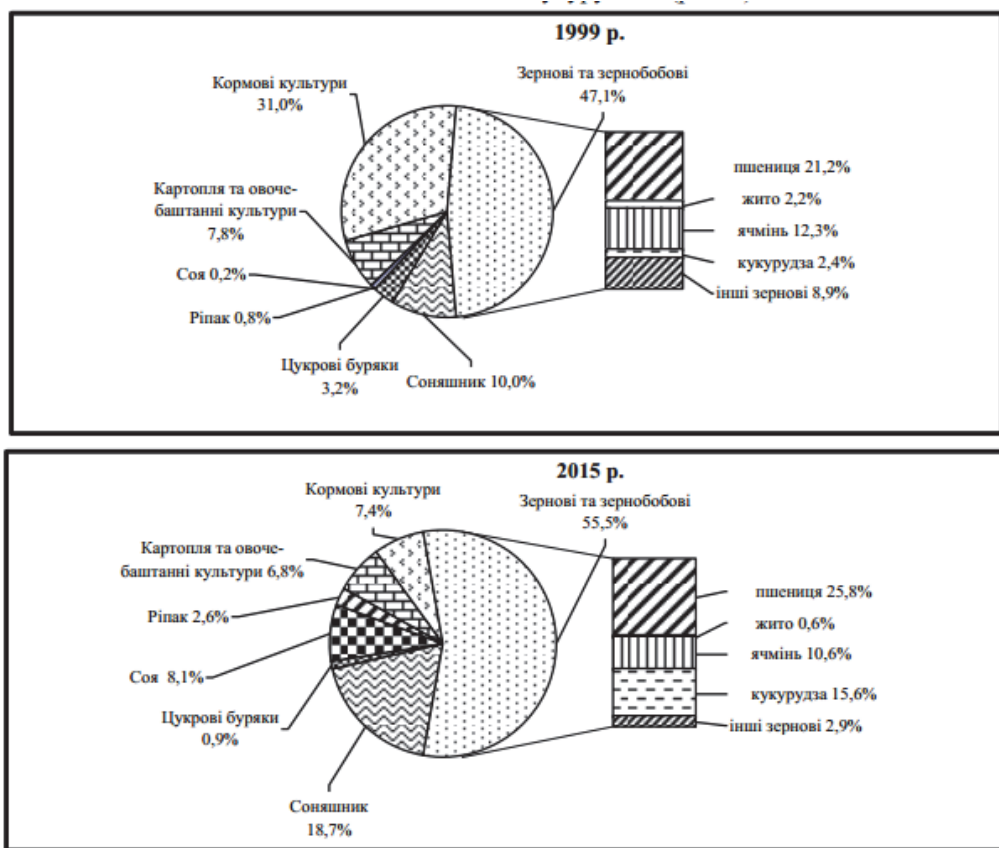 1999 р.
Зернові та зернобобові
47,1%
Кормові культури
31,0%
пшениця 21,2%
жито 2,2%
ячмінь 12,3%
кукурудза 2,4%
інші зернові 8,9%
Картопля та овоче-
баштанні культури
7,8%
Соя 0,2%
Ріпак 0,8%
Цукрові буряки
3,2%
Соняшник 10,0%
2015 р.
Кормові культури
7,4%
Зернові та зернобобові
55,5%
Картопля та овоче-
баштанні культури 6,8%
Ріпак 2,6%
Соя 8,1%
Цукрові буряки
0,9%
Соняшник
18,7%
пшениця 25,8%
жито 0,6%
ячмінь 10,6%
кукурудза 15,6%
інші зернові 2,9%